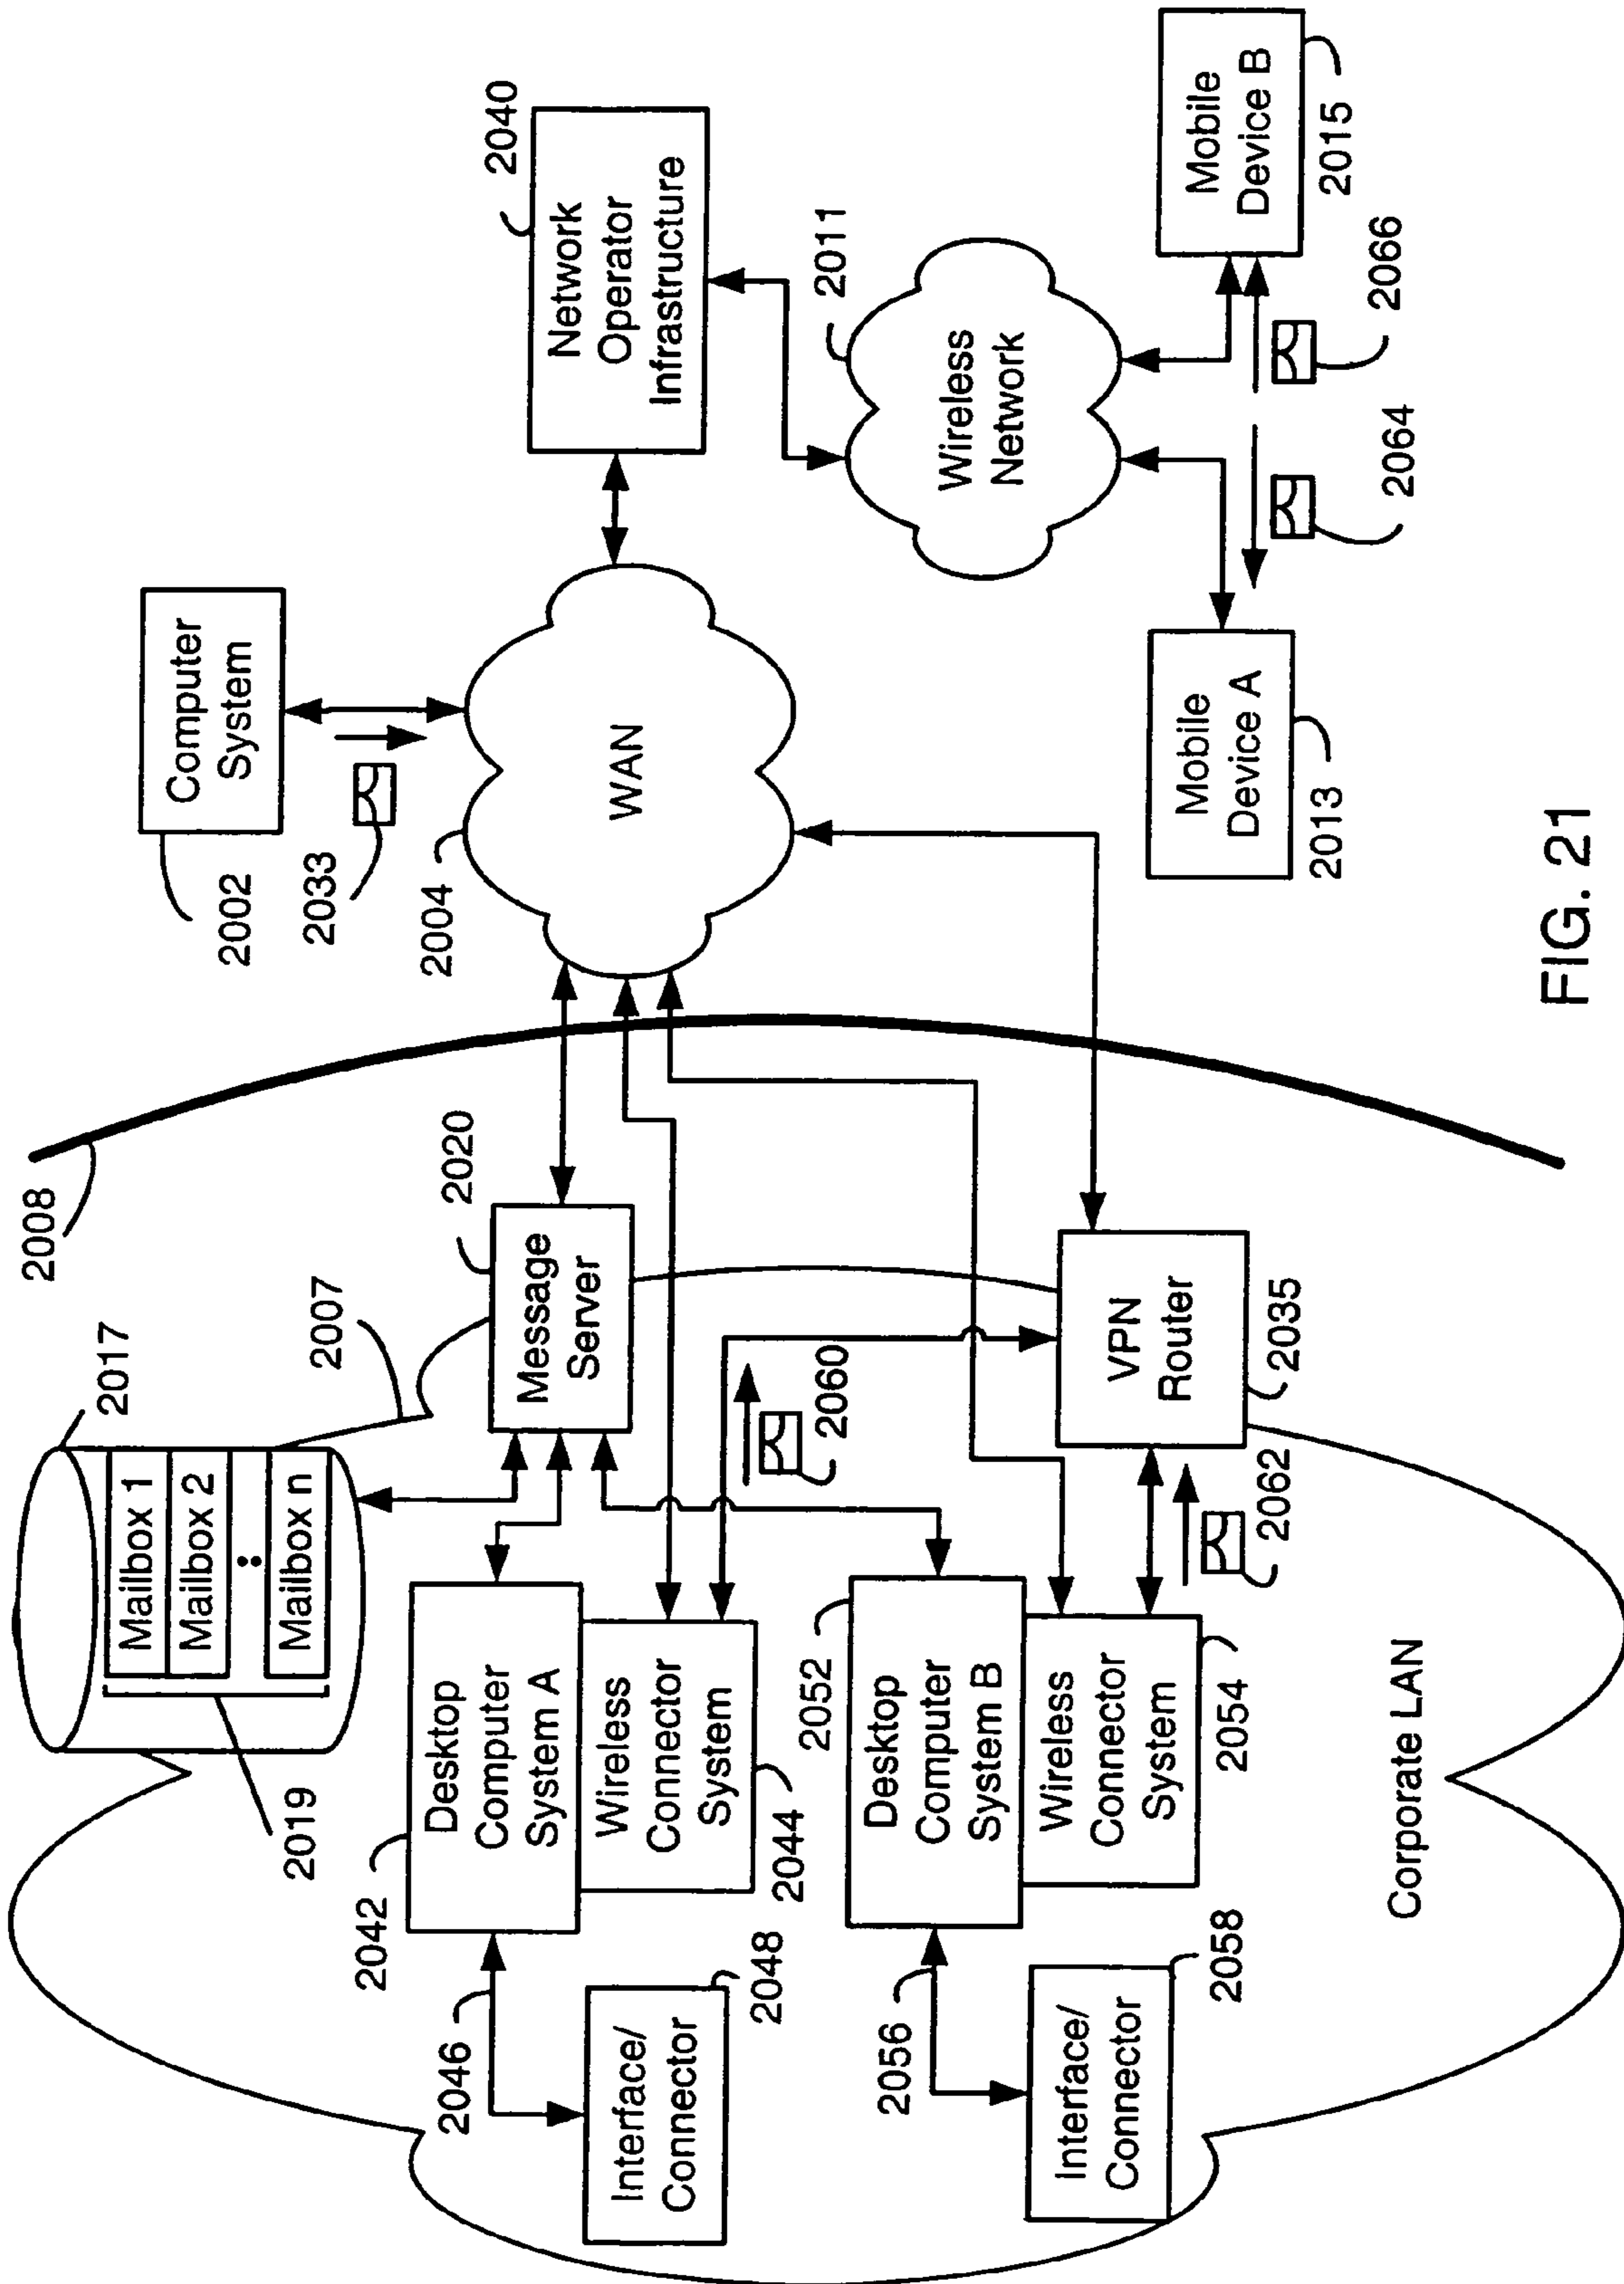 2008
2017
2007
2020
Mailbox 1
Mailbox 2
Mailbox n
2019
Message
Server
2042
Desktop
Computer
System A
Wireless
Connector
System
2044
2046
Interface/
Connector
2048
2060
2052
Desktop
Computer
System B
Wireless
Connector
System
2054
2056
Interface/
Connector
2058
VPN
Router
2035
2062
Corporate LAN
Computer
System
2002
2033
2004
WAN
2040
Network
Operator
Infrastructure
2011
Wireless
Network
Mobile
Device A
2013
Mobile
Device B
2015
2064
2066
FIG. 21